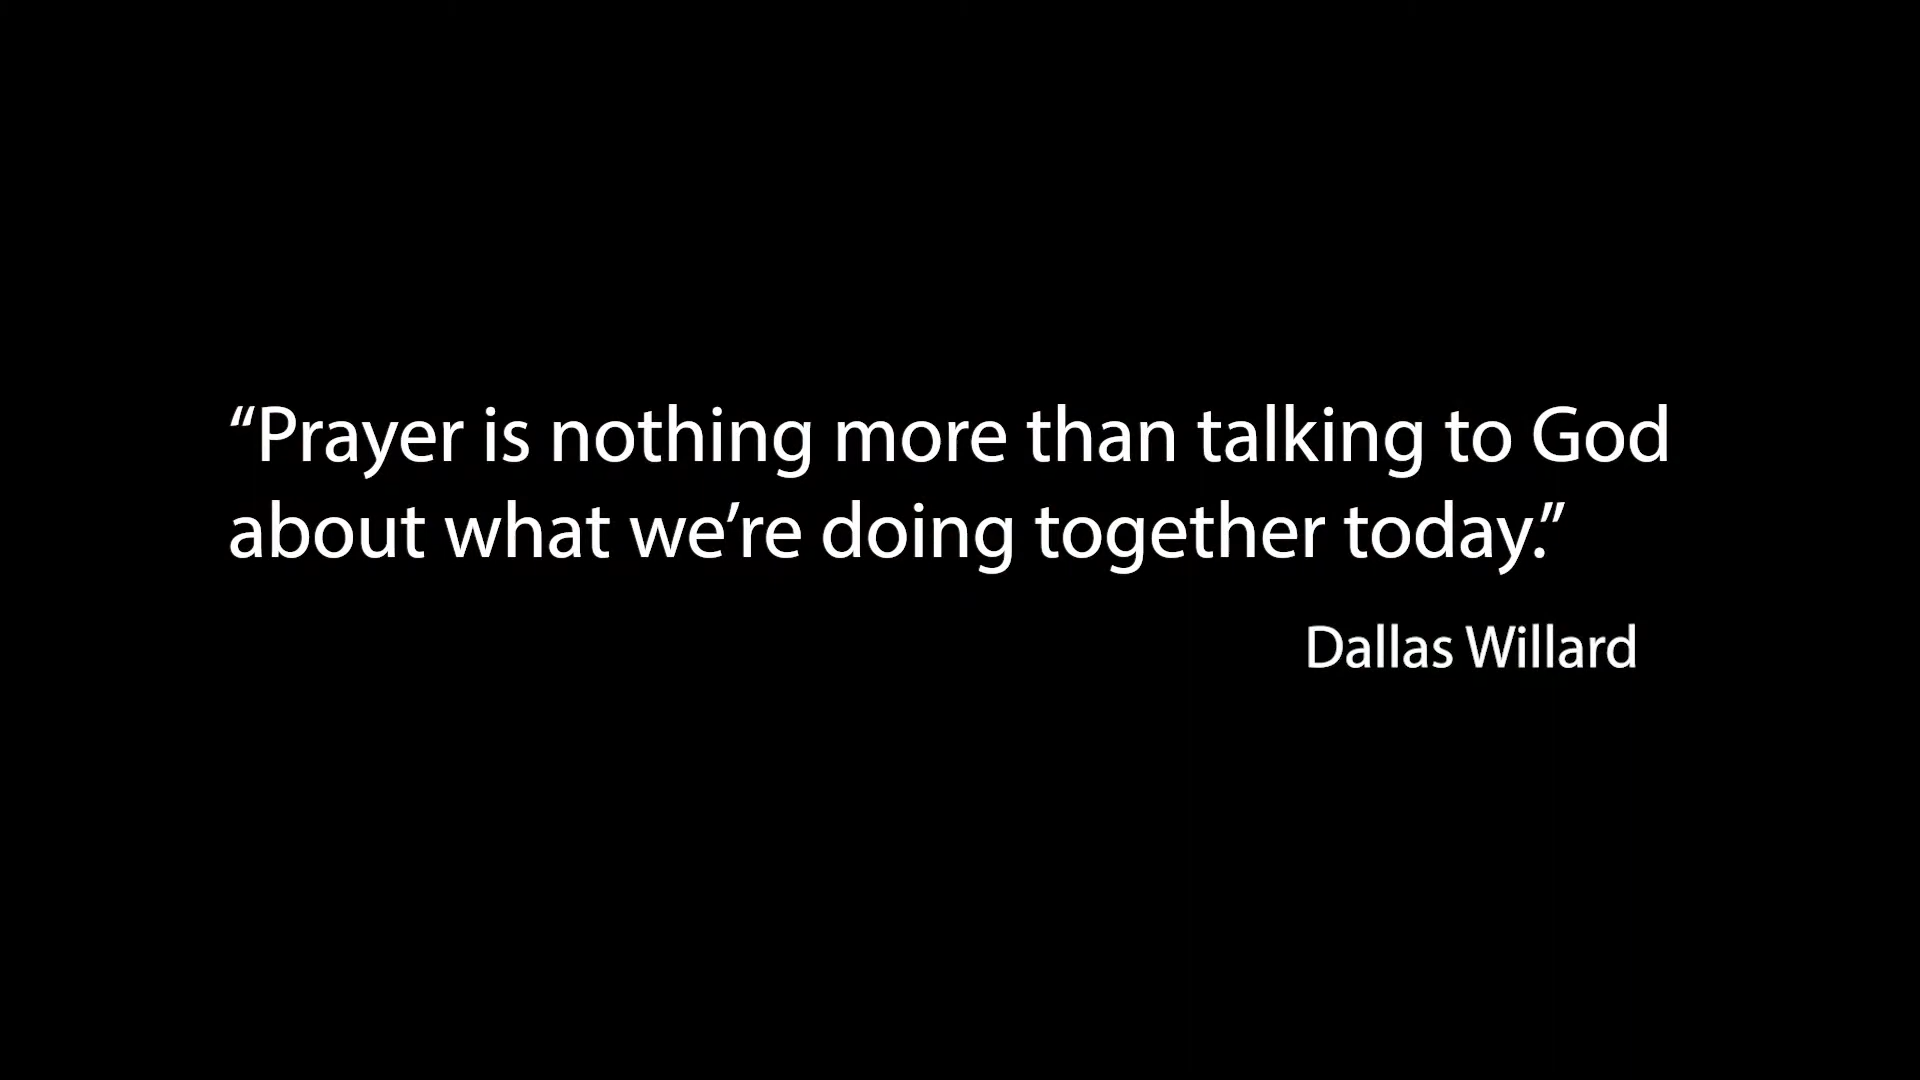 “Prayer is nothing more than talking to God
about what we’re doing together today.”
Dallas Willard